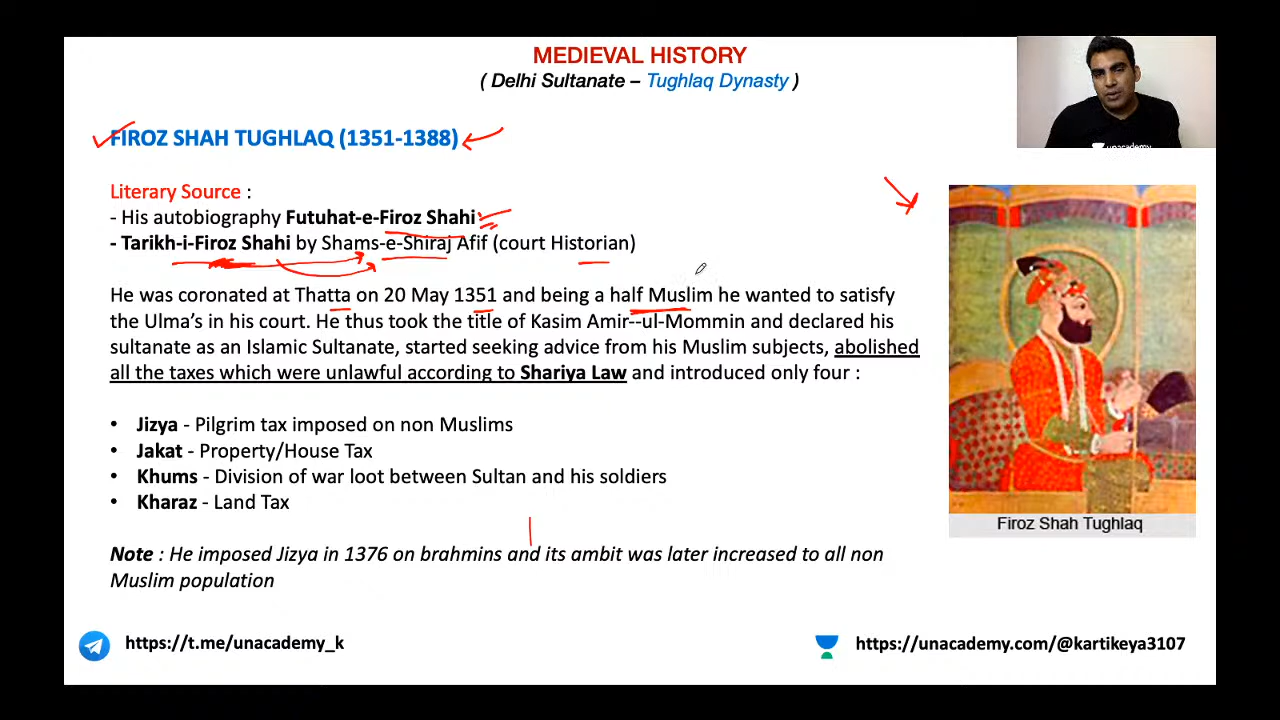 MEDIEVAL HISTORY
( Delhi Sultanate – Tughlaq Dynasty )
unacademy
FIROZ SHAH TUGHLAQ (1351-1388)
Literary Source :
- His autobiography Futuhat-e-Firoz Shahi
- Tarikh-i-Firoz Shahi by Shams-e-Shiraj Afif (court Historian)
He was coronated at Thatta on 20 May 1351 and being a half Muslim he wanted to satisfy
the Ulma's in his court. He thus took the title of Kasim Amir--ul-Mommin and declared his
sultanate as an Islamic Sultanate, started seeking advice from his Muslim subjects, abolished
all the taxes which were unlawful according to Shariya Law and introduced only four :
• Jizya - Pilgrim tax imposed on non Muslims
• Jakat - Property/House Tax
• Khums - Division of war loot between Sultan and his soldiers
• Kharaz - Land Tax
Firoz Shah Tughlaq
Note : He imposed Jizya in 1376 on brahmins and its ambit was later increased to all non
Muslim population
https://t.me/unacademy_k
https://unacademy.com/@kartikeya3107